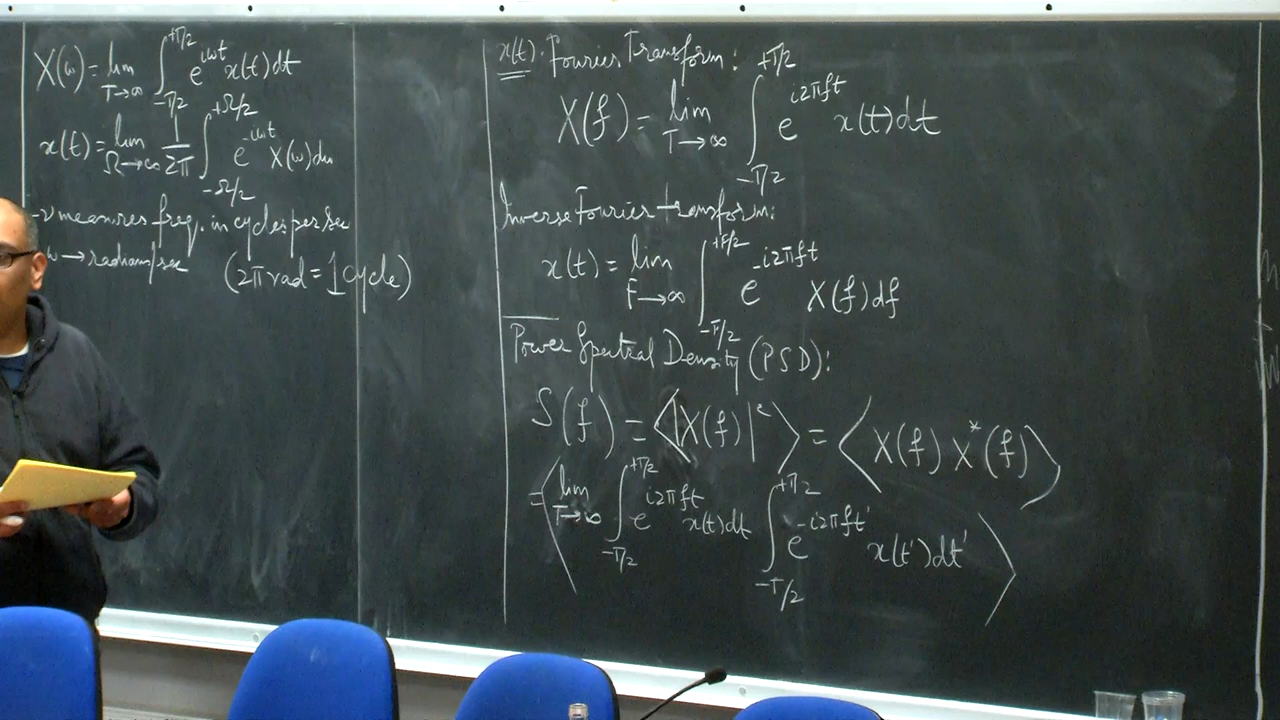 X(ω) = lim T→∞ ∫ -T/2 +T/2 e^{iωt} x(t) dt
x(t) = lim Ω→∞ 1/2π ∫ -Ω/2 +Ω/2 e^{-iωt} X(ω) dω
-ν measures freq. in cycles per sec
ω → radians/sec (2π rad = 1 cycle)
x(t). Fourier Transform:
X(f) = lim T→∞ ∫ -T/2 +T/2 e^{i2πft} x(t) dt
Inverse Fourier transform:
x(t) = lim F→∞ ∫ -F/2 +F/2 e^{-i2πft} X(f) df
Power Spectral Density (PSD):
S(f) = ⟨|X(f)|²⟩ = ⟨X(f) X*(f)⟩
= ⟨lim T→∞ ∫ -T/2 +T/2 e^{i2πft} x(t) dt ∫ -T/2 +T/2 e^{-i2πft'} x(t') dt'⟩